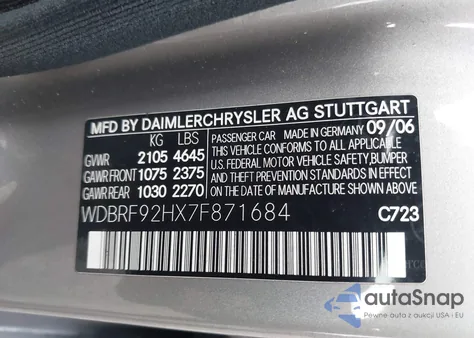 MFD BY DAIMLERCHRYSLER AG STUTTGART
KG LBS
GVWR 2105 4645
GAWR FRONT 1075 2375
GAWR REAR 1030 2270
PASSENGER CAR MADE IN GERMANY 09/06
THIS VEHICLE CONFORMS TO ALL APPLICABLE
U.S. FEDERAL MOTOR VEHICLE SAFETY, BUMPER
AND THEFT PREVENTION STANDARDS IN EFFECT
ON THE DATE OF MANUFACTURE SHOWN ABOVE.
WDBRF92HX7F871684 C723
autoSnap
Pewne auta z aukcji USA i EU